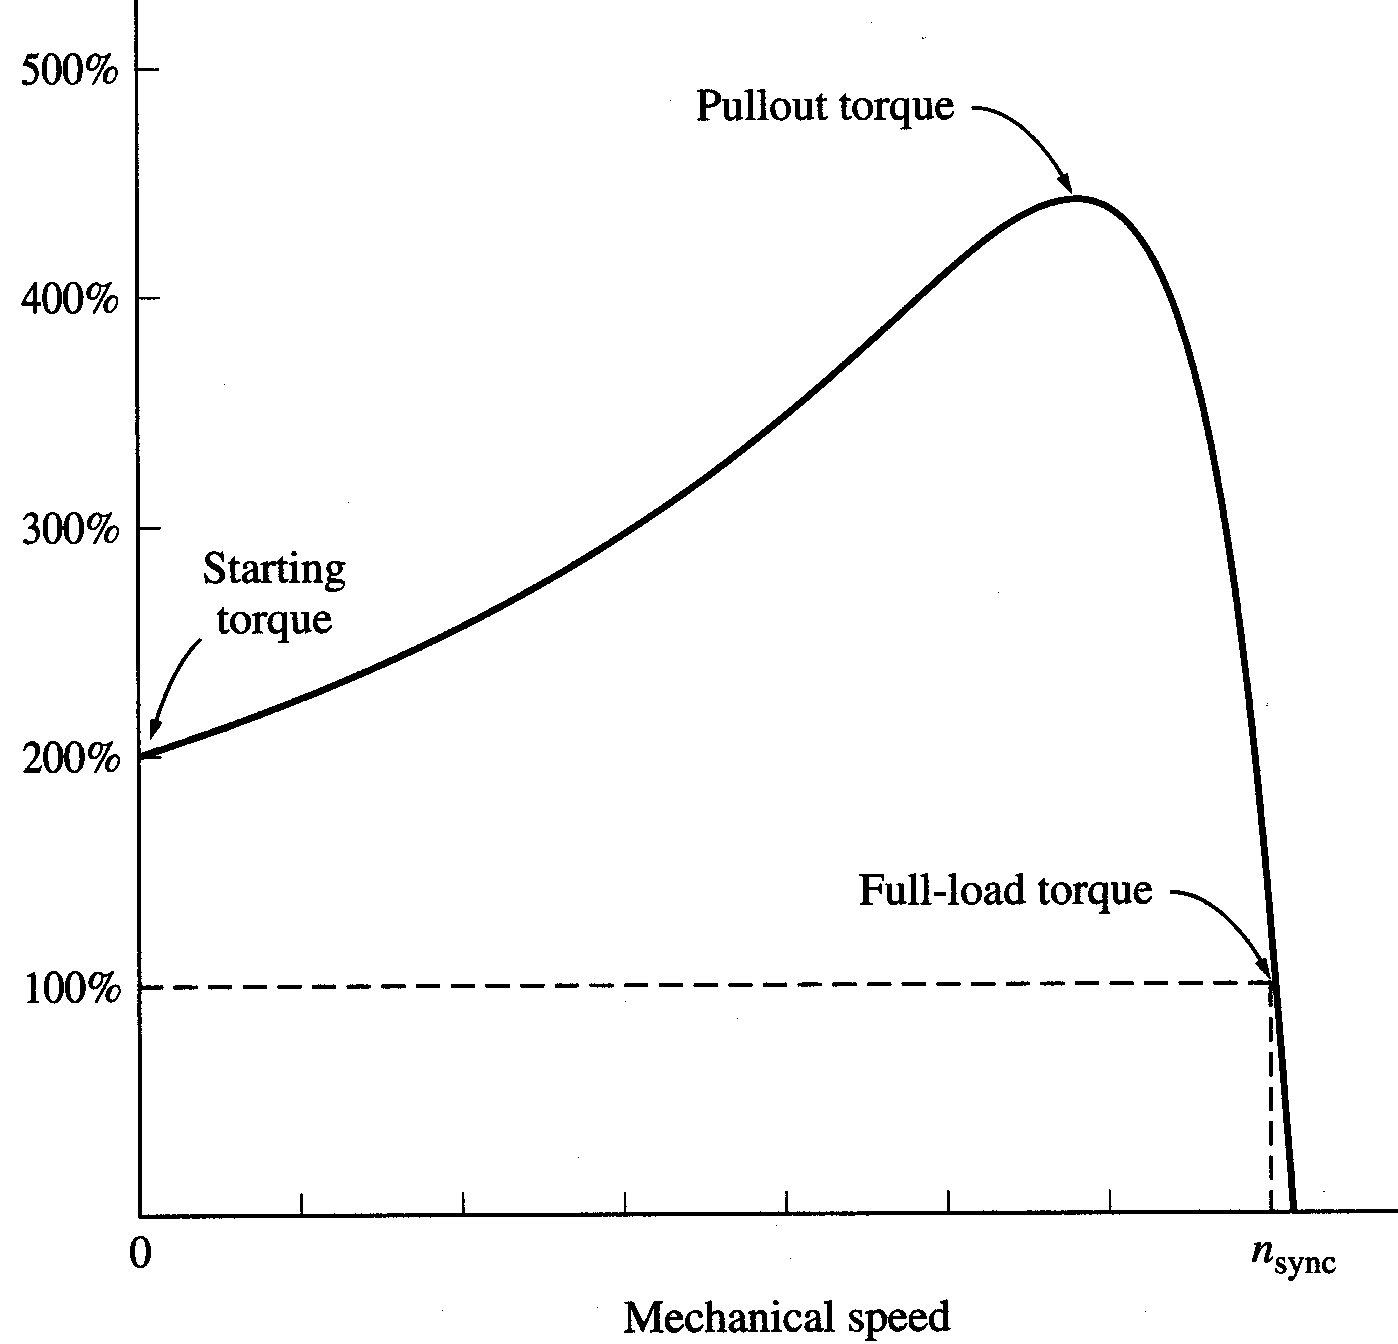 500%
Pullout torque
400%
300%
Starting
torque
200%
Full-load torque
100%
0
n_sync
Mechanical speed